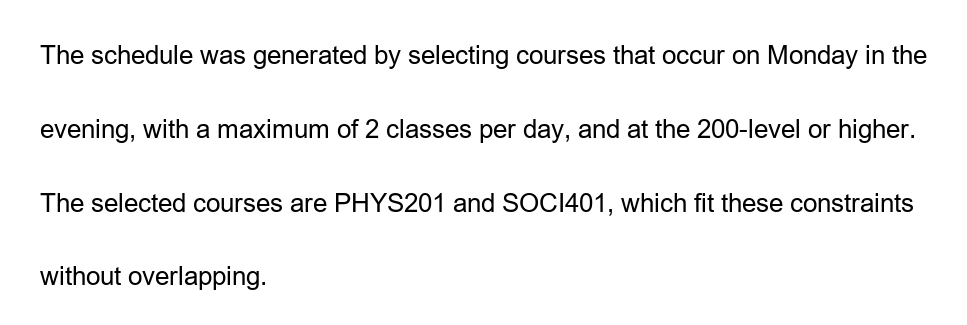 The schedule was generated by selecting courses that occur on Monday in the
evening, with a maximum of 2 classes per day, and at the 200-level or higher.
The selected courses are PHYS201 and SOCI401, which fit these constraints
without overlapping.